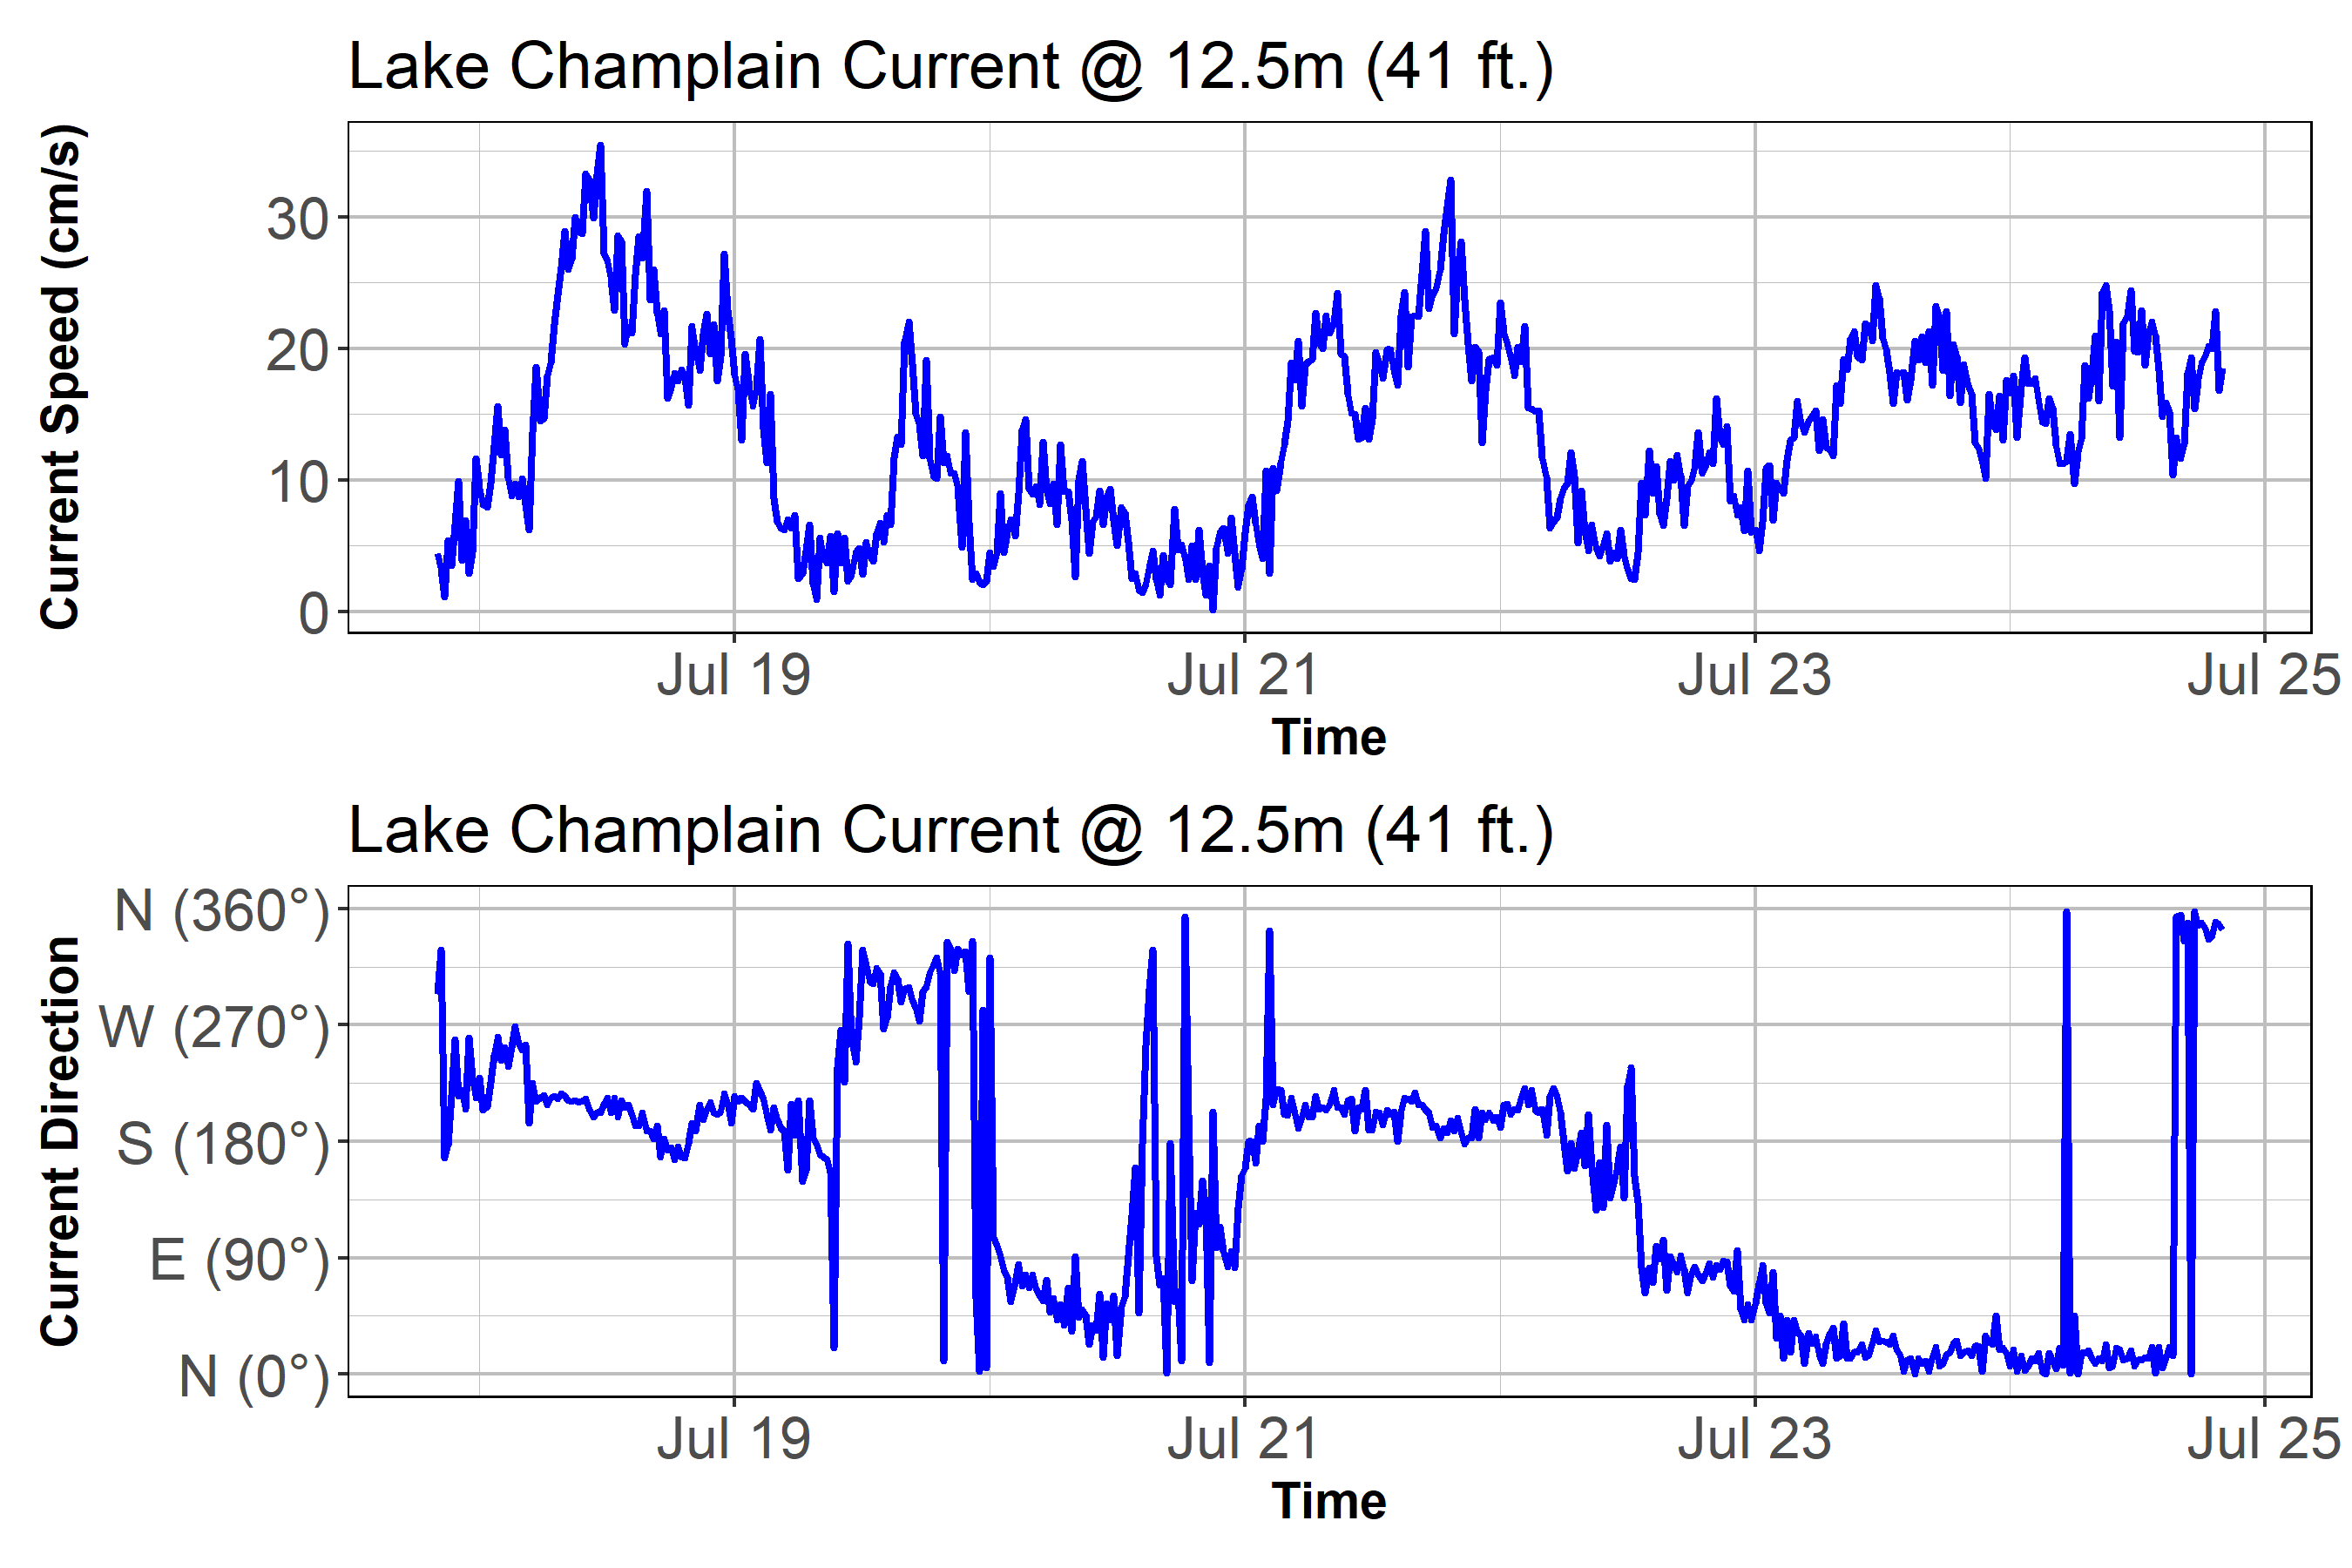 Lake Champlain Current @ 12.5m (41 ft.)
Current Speed (cm/s)
30
20
10
0
Jul 19 Jul 21 Jul 23 Jul 25
Time
Lake Champlain Current @ 12.5m (41 ft.)
Current Direction
N (360°)
W (270°)
S (180°)
E (90°)
N (0°)
Jul 19 Jul 21 Jul 23 Jul 25
Time